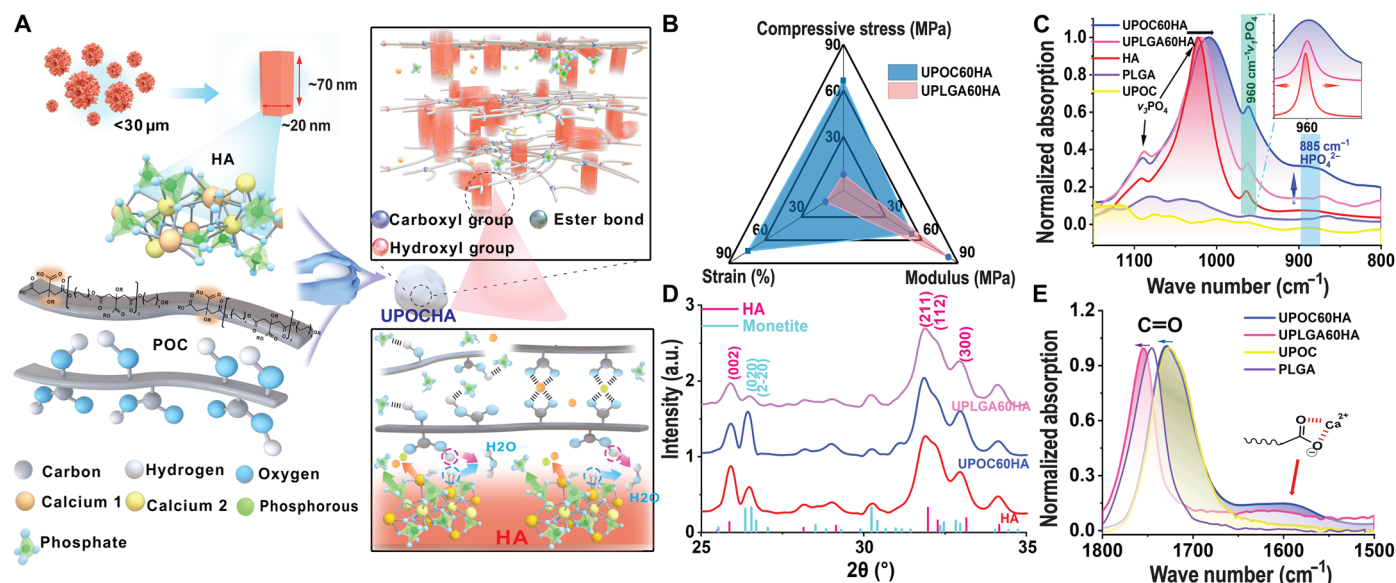 A
<30 µm
~70 nm
~20 nm
HA
POC
Carbon
Hydrogen
Oxygen
Calcium 1
Calcium 2
Phosphorous
Phosphate
Carboxyl group
Ester bond
Hydroxyl group
UPOCHA
H2O
H2O
HA
B
Compressive stress (MPa)
90
60
30
30
30
60
60
90
90
Strain (%)
Modulus (MPa)
UPOC60HA
UPLGA60HA
C
Normalized absorption
1.0
0.8
0.6
0.4
0.2
0.0
UPOC60HA
UPLGA60HA
HA
PLGA
UPOC
ν3PO4
960 cm−1ν1PO4
960
885 cm−1
HPO42−
1100
1000
900
800
Wave number (cm−1)
D
Intensity (a.u.)
3
2
1
0
HA
Monetite
(002)
(020)
(2-20)
(211)
(112)
(300)
UPLGA60HA
UPOC60HA
HA
25
30
35
2θ (°)
E
Normalized absorption
1.2
0.9
0.6
0.3
0.0
C=O
UPOC60HA
UPLGA60HA
UPOC
PLGA
O
Ca2+
O
1800
1700
1600
1500
Wave number (cm−1)